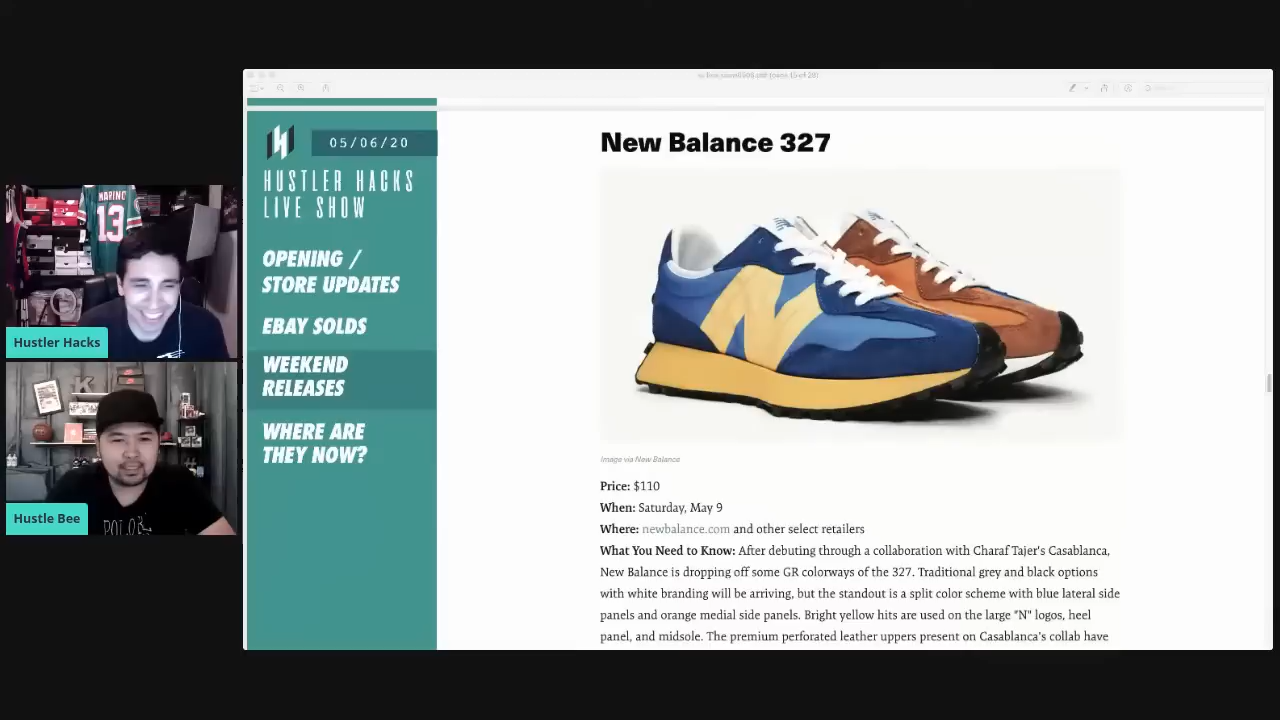 05/06/20
HUSTLER HACKS
LIVE SHOW
OPENING /
STORE UPDATES
EBAY SOLDS
WEEKEND
RELEASES
WHERE ARE
THEY NOW?
MARINO
13
Hustler Hacks
K
Hustle Bee
New Balance 327
N
Image via New Balance
Price: $110
When: Saturday, May 9
Where: newbalance.com and other select retailers
What You Need to Know: After debuting through a collaboration with Charaf Tajer's Casablanca,
New Balance is dropping off some GR colorways of the 327. Traditional grey and black options
with white branding will be arriving, but the standout is a split color scheme with blue lateral side
panels and orange medial side panels. Bright yellow hits are used on the large "N" logos, heel
panel, and midsole. The premium perforated leather uppers present on Casablanca's collab have